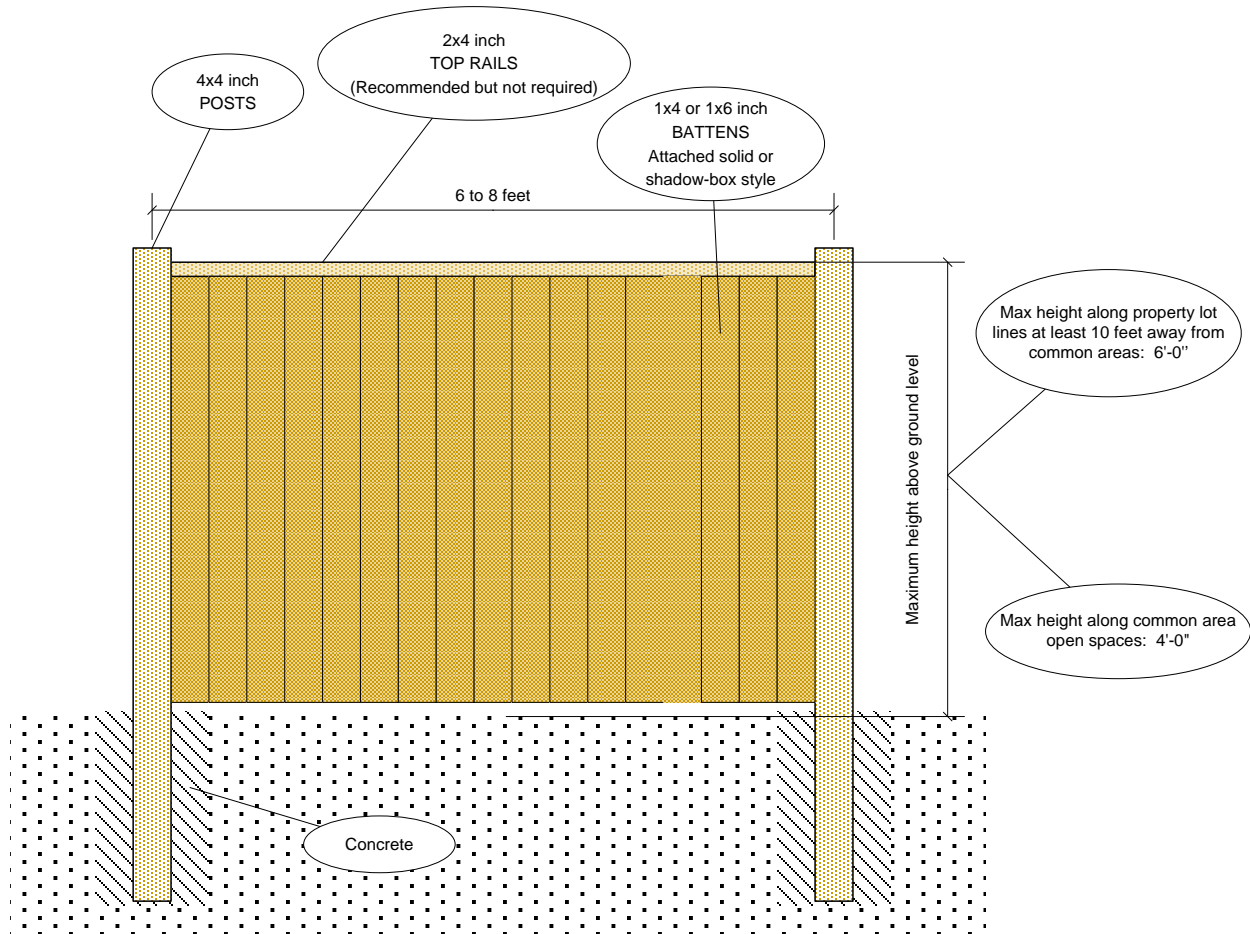 4x4 inch
POSTS
2x4 inch
TOP RAILS
(Recommended but not required)
1x4 or 1x6 inch
BATTENS
Attached solid or
shadow-box style
6 to 8 feet
Maximum height above ground level
Max height along property lot
lines at least 10 feet away from
common areas:  6'-0''
Max height along common area
open spaces:  4'-0"
Concrete